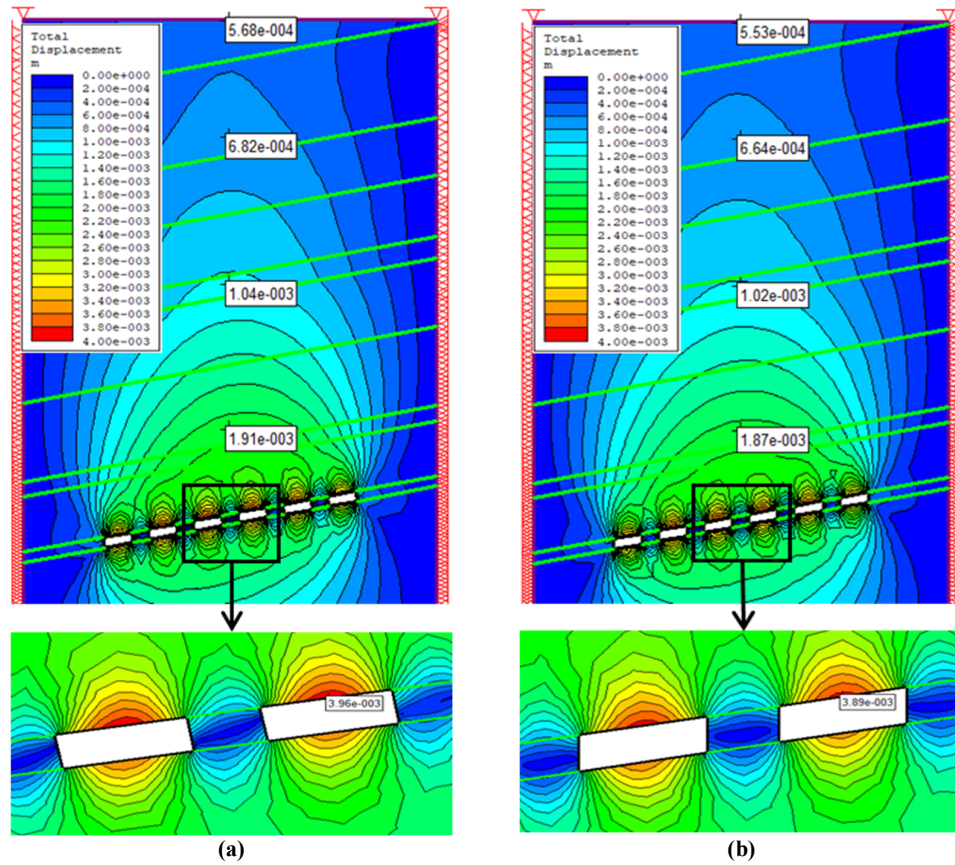 Total
Displacement
m
0.00e+000
2.00e-004
4.00e-004
6.00e-004
8.00e-004
1.00e-003
1.20e-003
1.40e-003
1.60e-003
1.80e-003
2.00e-003
2.20e-003
2.40e-003
2.60e-003
2.80e-003
3.00e-003
3.20e-003
3.40e-003
3.60e-003
3.80e-003
4.00e-003
5.68e-004
6.82e-004
1.04e-003
1.91e-003
3.96e-003
(a)
Total
Displacement
m
0.00e+000
2.00e-004
4.00e-004
6.00e-004
8.00e-004
1.00e-003
1.20e-003
1.40e-003
1.60e-003
1.80e-003
2.00e-003
2.20e-003
2.40e-003
2.60e-003
2.80e-003
3.00e-003
3.20e-003
3.40e-003
3.60e-003
3.80e-003
4.00e-003
5.53e-004
6.64e-004
1.02e-003
1.87e-003
3.89e-003
(b)